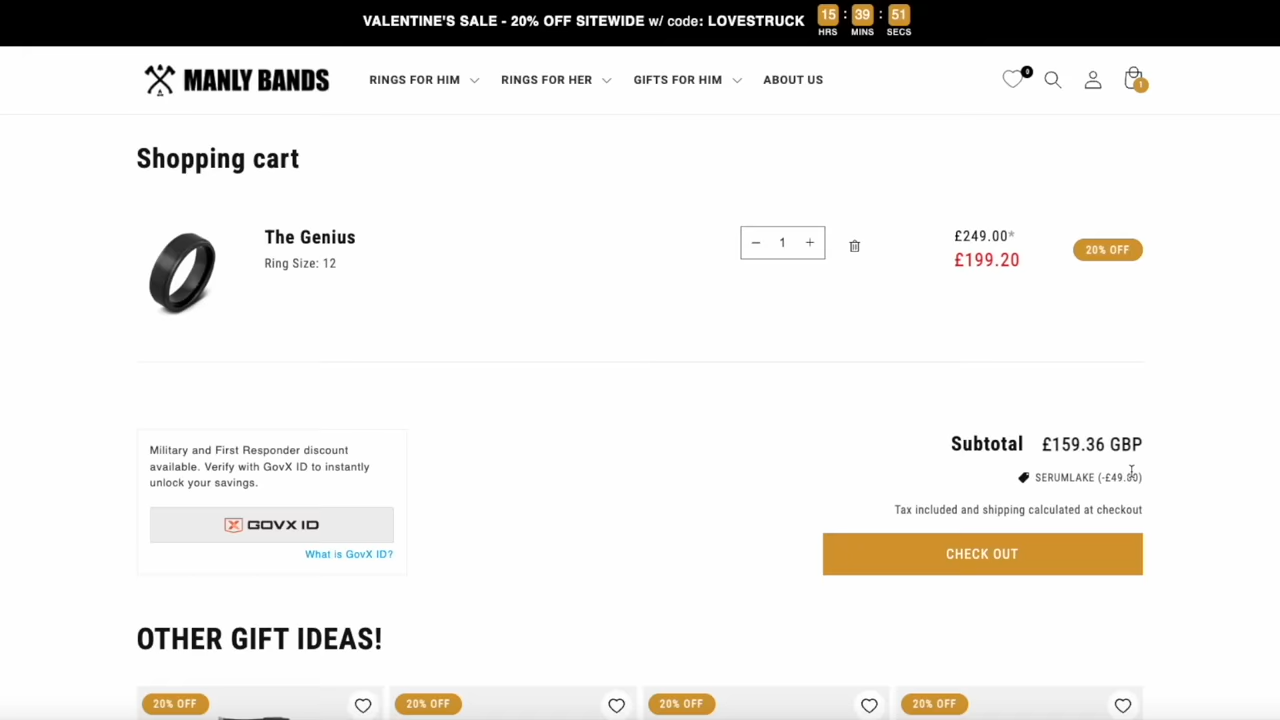 VALENTINE'S SALE - 20% OFF SITEWIDE w/ code: LOVESTRUCK 15 : 39 : 51
HRS MINS SECS
MANLY BANDS RINGS FOR HIM RINGS FOR HER GIFTS FOR HIM ABOUT US 0 1
Shopping cart
The Genius
Ring Size: 12
− 1 +
£249.00*
£199.20
20% OFF
Military and First Responder discount
available. Verify with GovX ID to instantly
unlock your savings.
GOVX ID
What is GovX ID?
Subtotal £159.36 GBP
SERUMLAKE (-£49.80)
Tax included and shipping calculated at checkout
CHECK OUT
OTHER GIFT IDEAS!
20% OFF 20% OFF 20% OFF 20% OFF